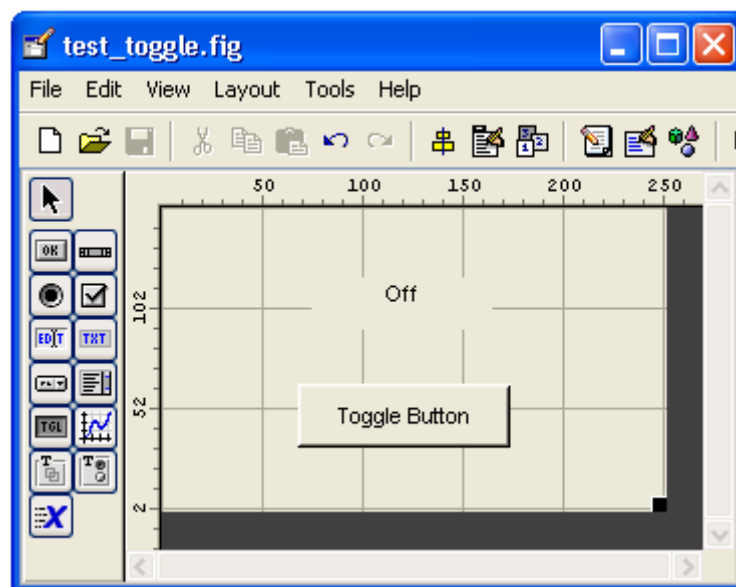 test_toggle.fig
File Edit View Layout Tools Help
50 100 150 200 250
OK
102
Off
EDIT TXT
52
Toggle Button
TGL
T T
2
X